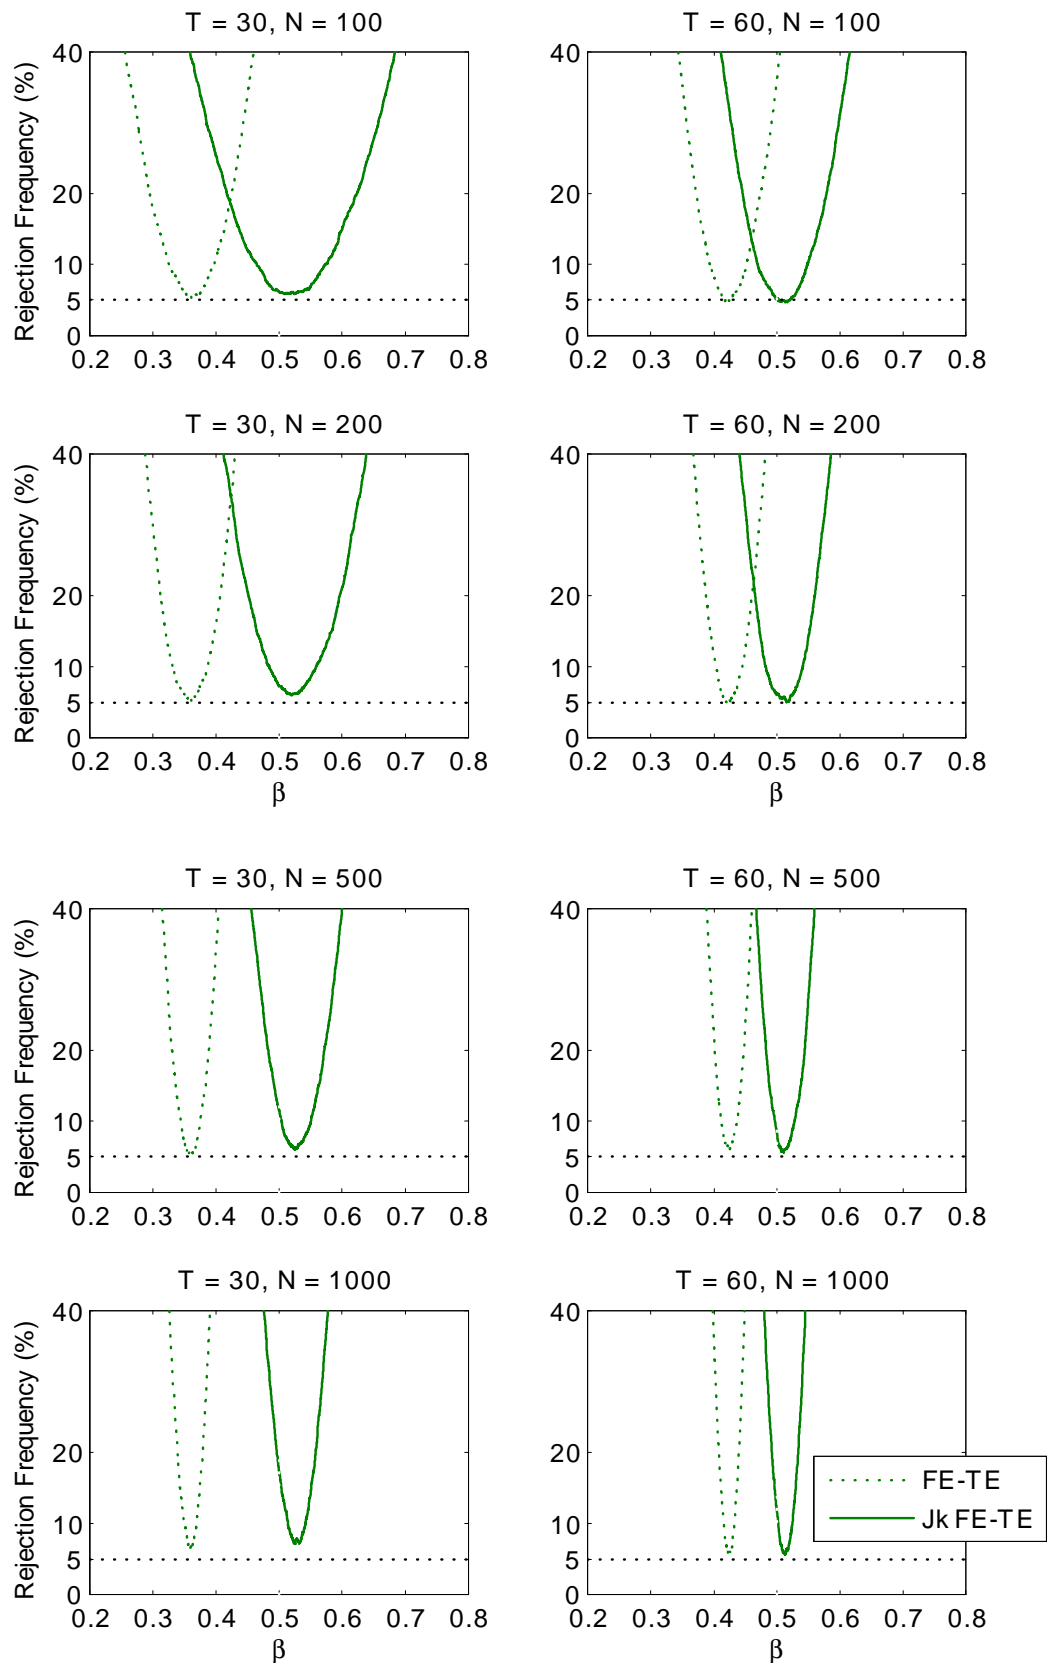 T = 30, N = 100
T = 60, N = 100
Rejection Frequency (%)
40
20
10
5
0
0.2 0.3 0.4 0.5 0.6 0.7 0.8
40
20
10
5
0
0.2 0.3 0.4 0.5 0.6 0.7 0.8
T = 30, N = 200
T = 60, N = 200
Rejection Frequency (%)
40
20
10
5
0
0.2 0.3 0.4 0.5 0.6 0.7 0.8
β
40
20
10
5
0
0.2 0.3 0.4 0.5 0.6 0.7 0.8
β
T = 30, N = 500
T = 60, N = 500
Rejection Frequency (%)
40
20
10
5
0
0.2 0.3 0.4 0.5 0.6 0.7 0.8
40
20
10
5
0
0.2 0.3 0.4 0.5 0.6 0.7 0.8
T = 30, N = 1000
T = 60, N = 1000
Rejection Frequency (%)
40
20
10
5
0
0.2 0.3 0.4 0.5 0.6 0.7 0.8
β
40
20
10
5
0
0.2 0.3 0.4 0.5 0.6 0.7 0.8
β
FE-TE
Jk FE-TE